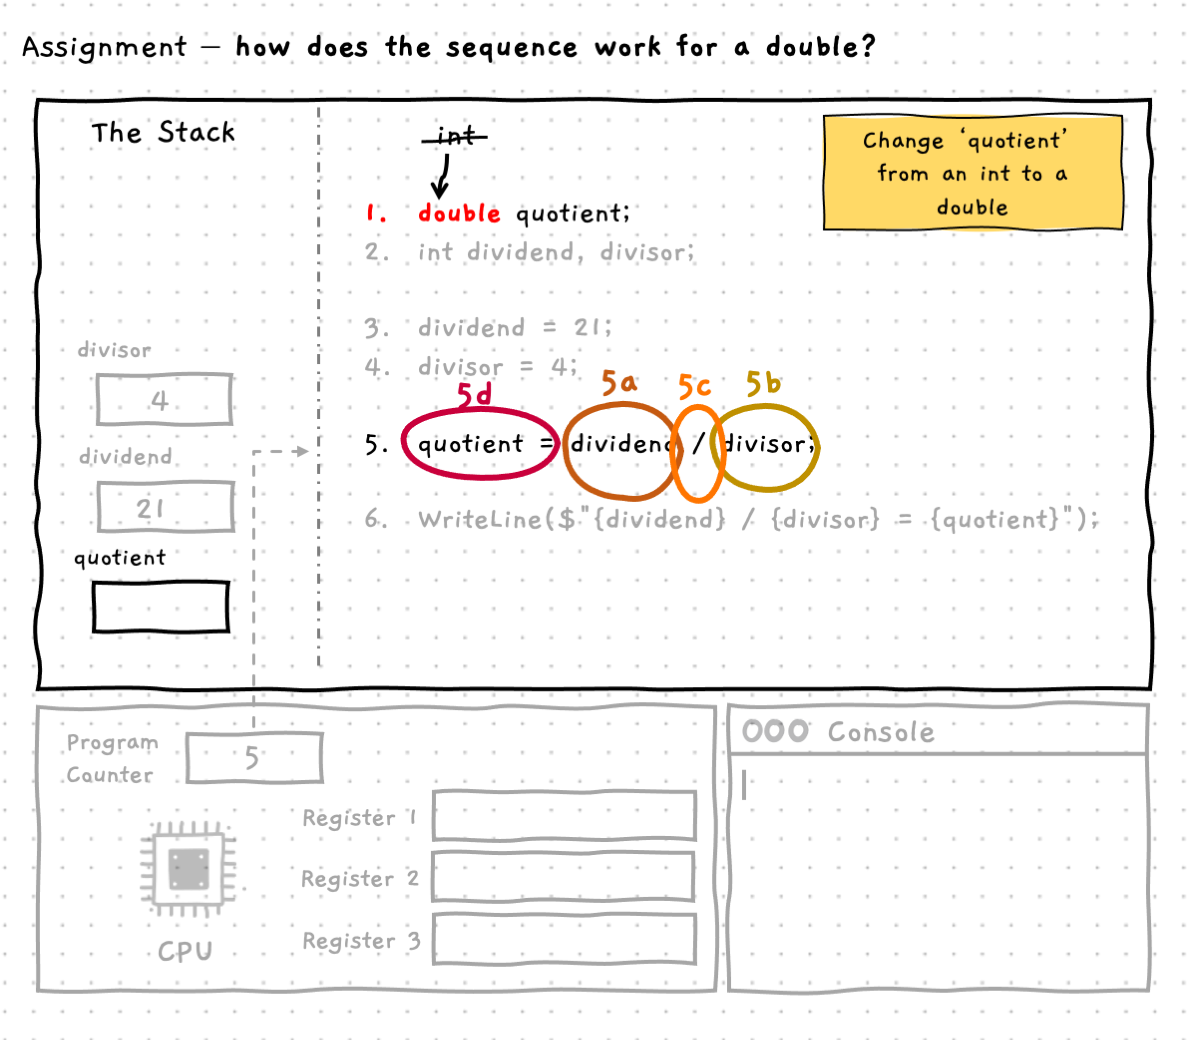 Assignment – how does the sequence work for a double?
The Stack
int
Change ‘quotient’
from an int to a
double
1. double quotient;
2. int dividend, divisor;
3. dividend = 21;
4. divisor = 4;
5d 5a 5c 5b
5. quotient = dividend / divisor;
6. WriteLine($"{dividend} / {divisor} = {quotient}");
divisor
4
dividend
21
quotient
Program
Counter
5
CPU
Register 1
Register 2
Register 3
Console